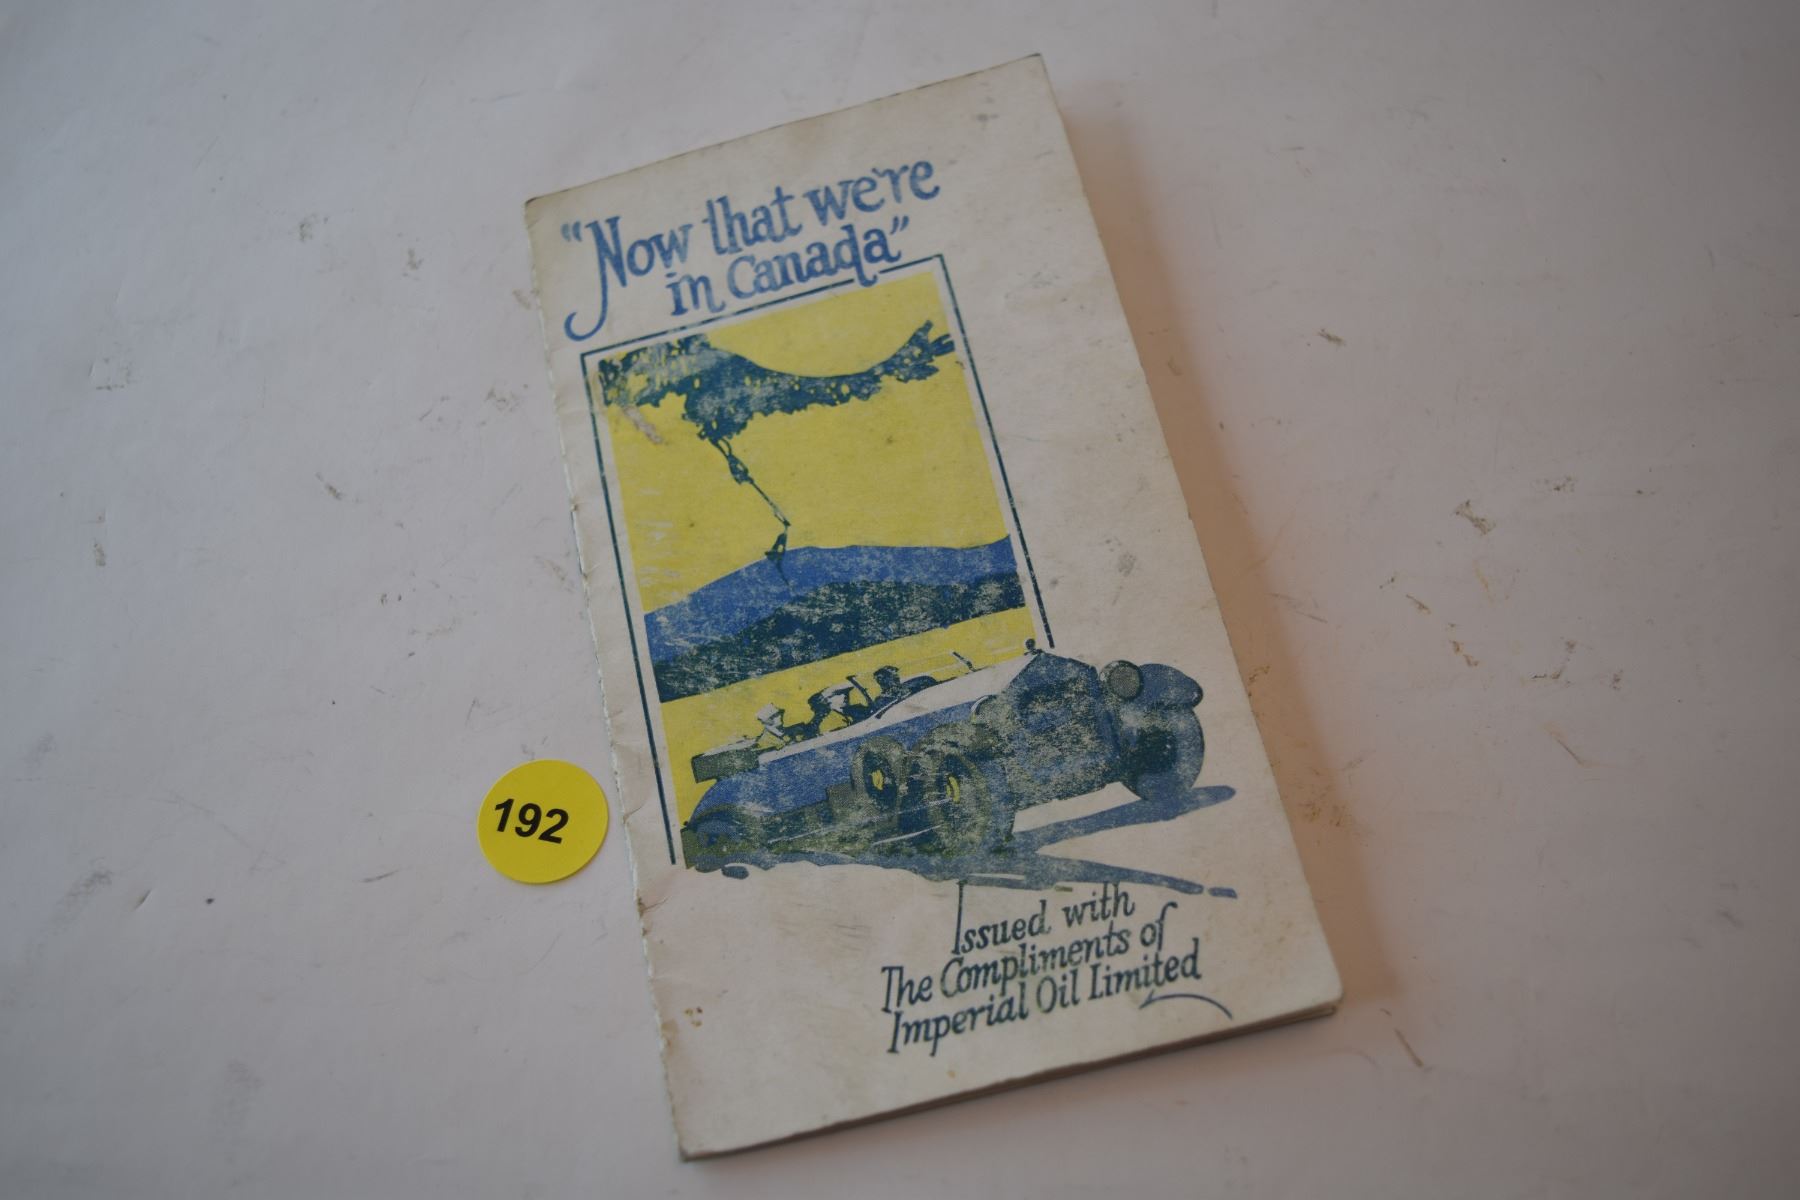 “Now that we're
in Canada”
192
Issued with
The Compliments of
Imperial Oil Limited